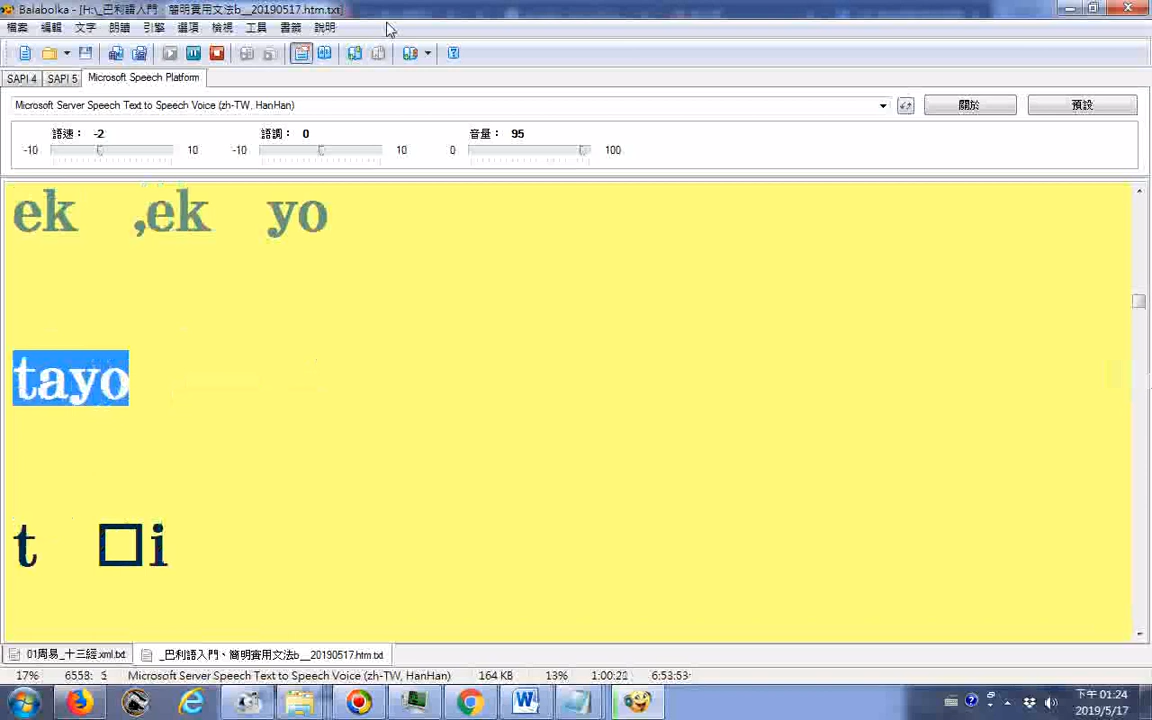 Balabolka - [H:\_巴利語入門、簡明實用文法b__20190517.htm.txt]
檔案 編輯 文字 朗讀 引擎 選項 檢視 工具 書籤 說明
SAPI 4 SAPI 5 Microsoft Speech Platform
Microsoft Server Speech Text to Speech Voice (zh-TW, HanHan) 關於 預設
語速： -2 語調： 0 音量： 95
-10 10 -10 10 0 100
ek ,ek yo
tayo
t □i
01周易_十三經.xml.txt _巴利語入門、簡明實用文法b__20190517.htm.txt
17% 6558: Microsoft Server Speech Text to Speech Voice (zh-TW, HanHan) 164 KB 13% 1:00:21 6:53:53
下午 01:24
2019/5/17